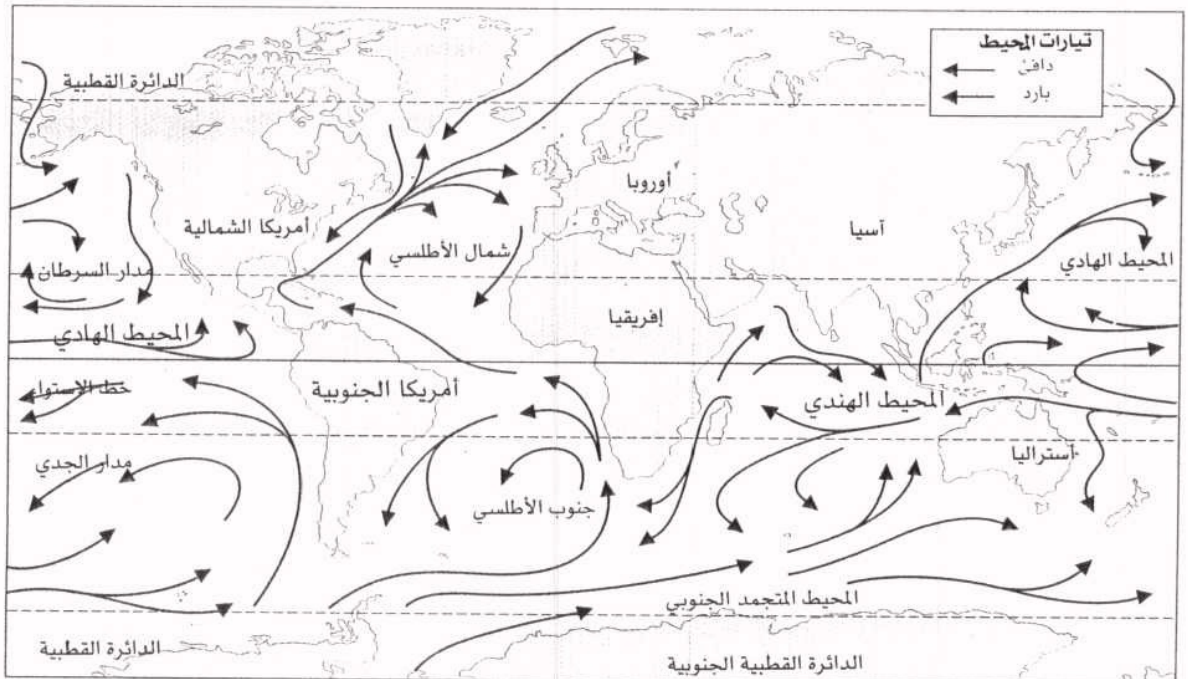 تيارات المحيط
دافئ
بارد
الدائرة القطبية
أوروبا
آسيا
أمريكا الشمالية
شمال الأطلسي
المحيط الهادي
مدار السرطان
إفريقيا
المحيط الهادي
خط الاستواء
أمريكا الجنوبية
المحيط الهندي
أستراليا
مدار الجدي
جنوب الأطلسي
المحيط المتجمد الجنوبي
الدائرة القطبية
الدائرة القطبية الجنوبية